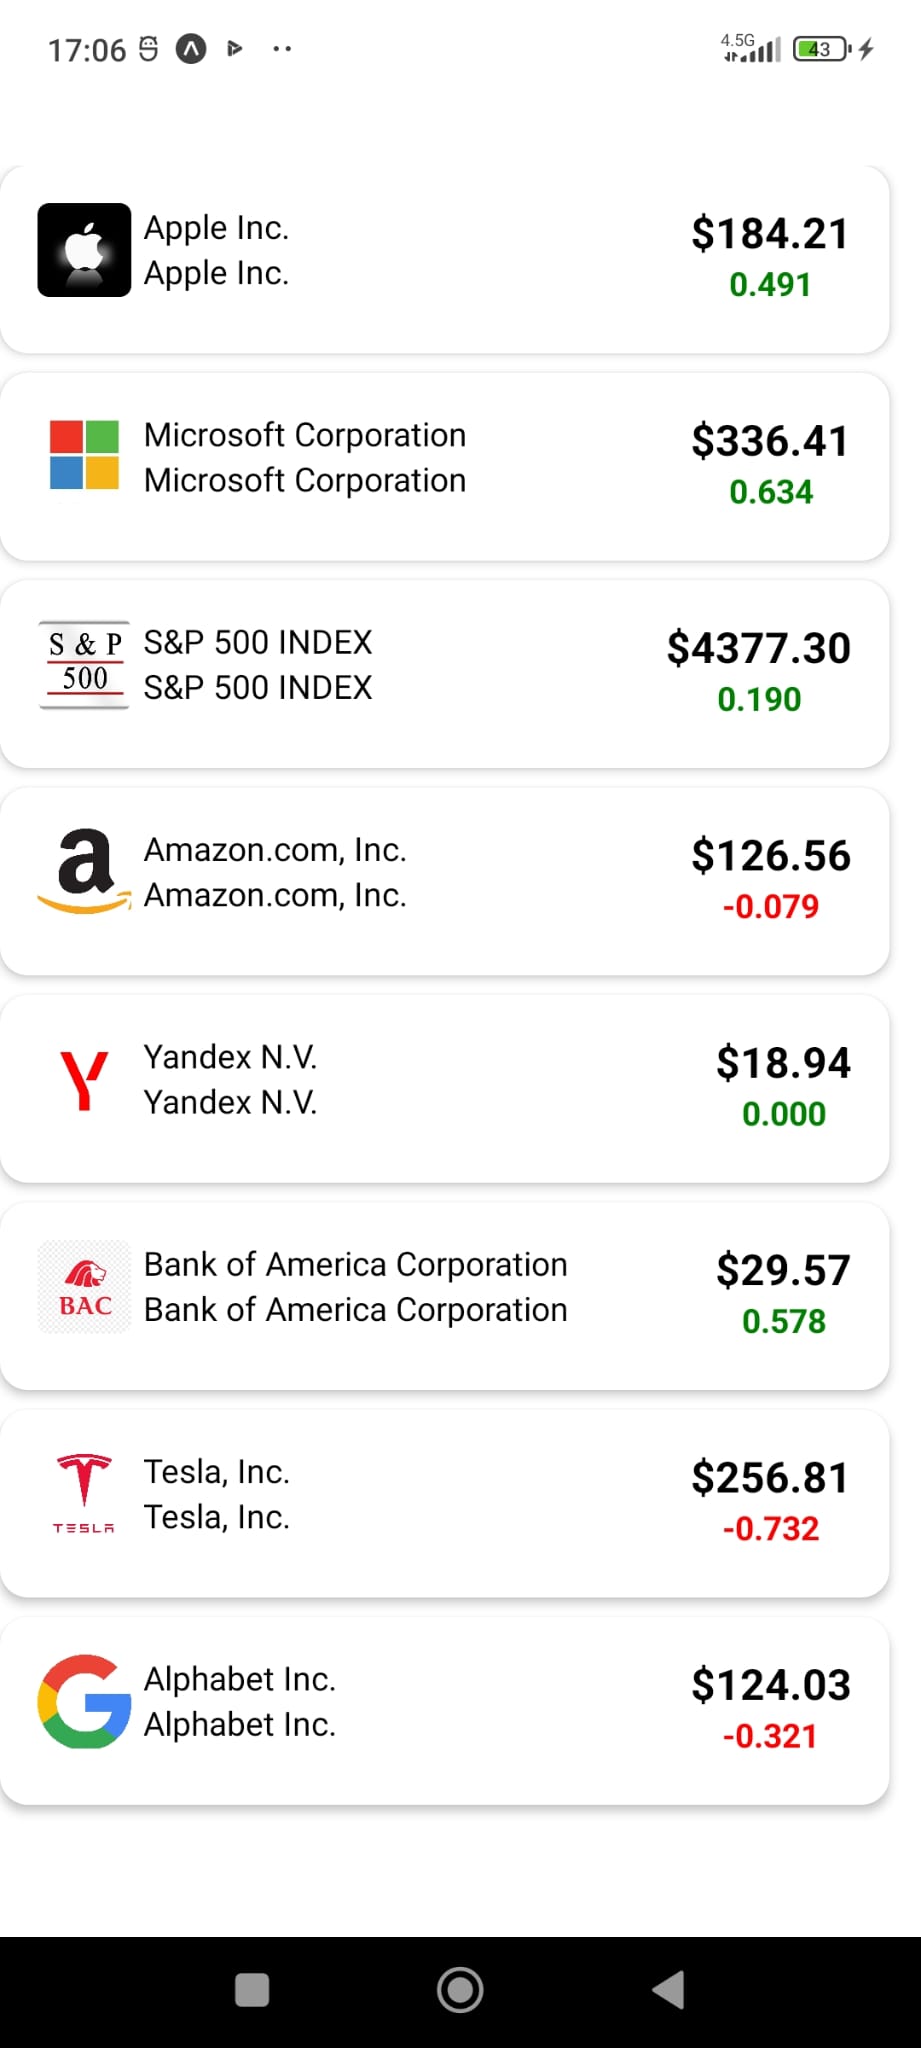 17:06
4.5G
43
Apple Inc.
Apple Inc.
$184.21
0.491
Microsoft Corporation
Microsoft Corporation
$336.41
0.634
S & P
500
S&P 500 INDEX
S&P 500 INDEX
$4377.30
0.190
a
Amazon.com, Inc.
Amazon.com, Inc.
$126.56
-0.079
Y
Yandex N.V.
Yandex N.V.
$18.94
0.000
BAC
Bank of America Corporation
Bank of America Corporation
$29.57
0.578
TESLA
Tesla, Inc.
Tesla, Inc.
$256.81
-0.732
G
Alphabet Inc.
Alphabet Inc.
$124.03
-0.321